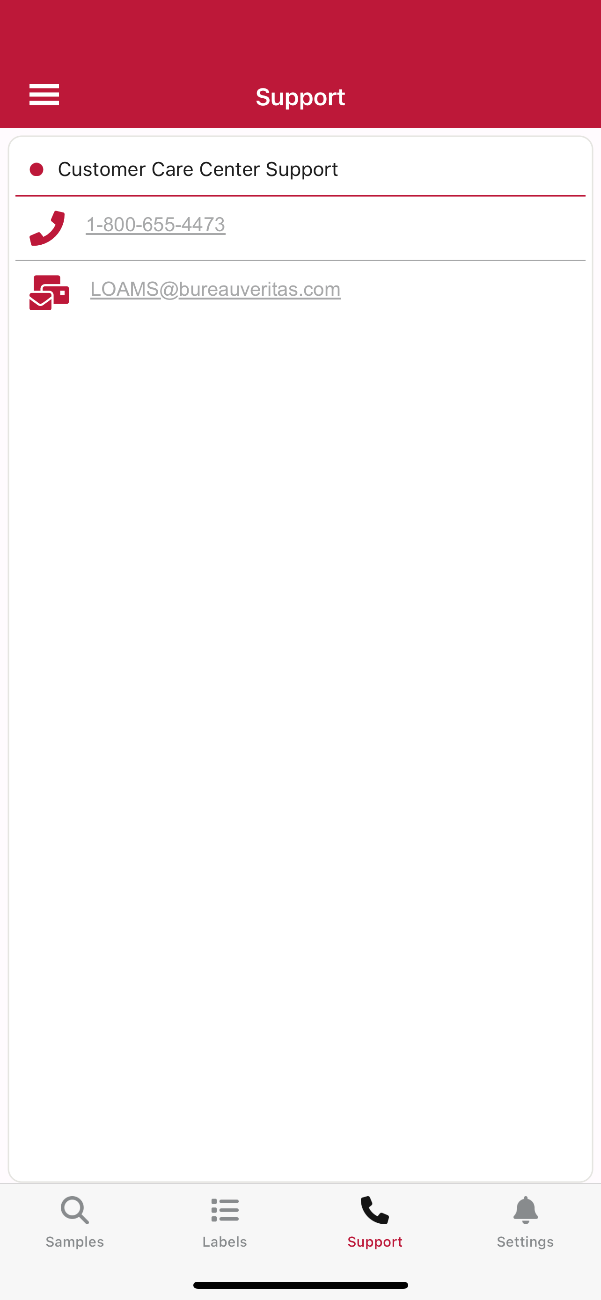 Support
Customer Care Center Support
1-800-655-4473
LOAMS@bureauveritas.com
Samples
Labels
Support
Settings